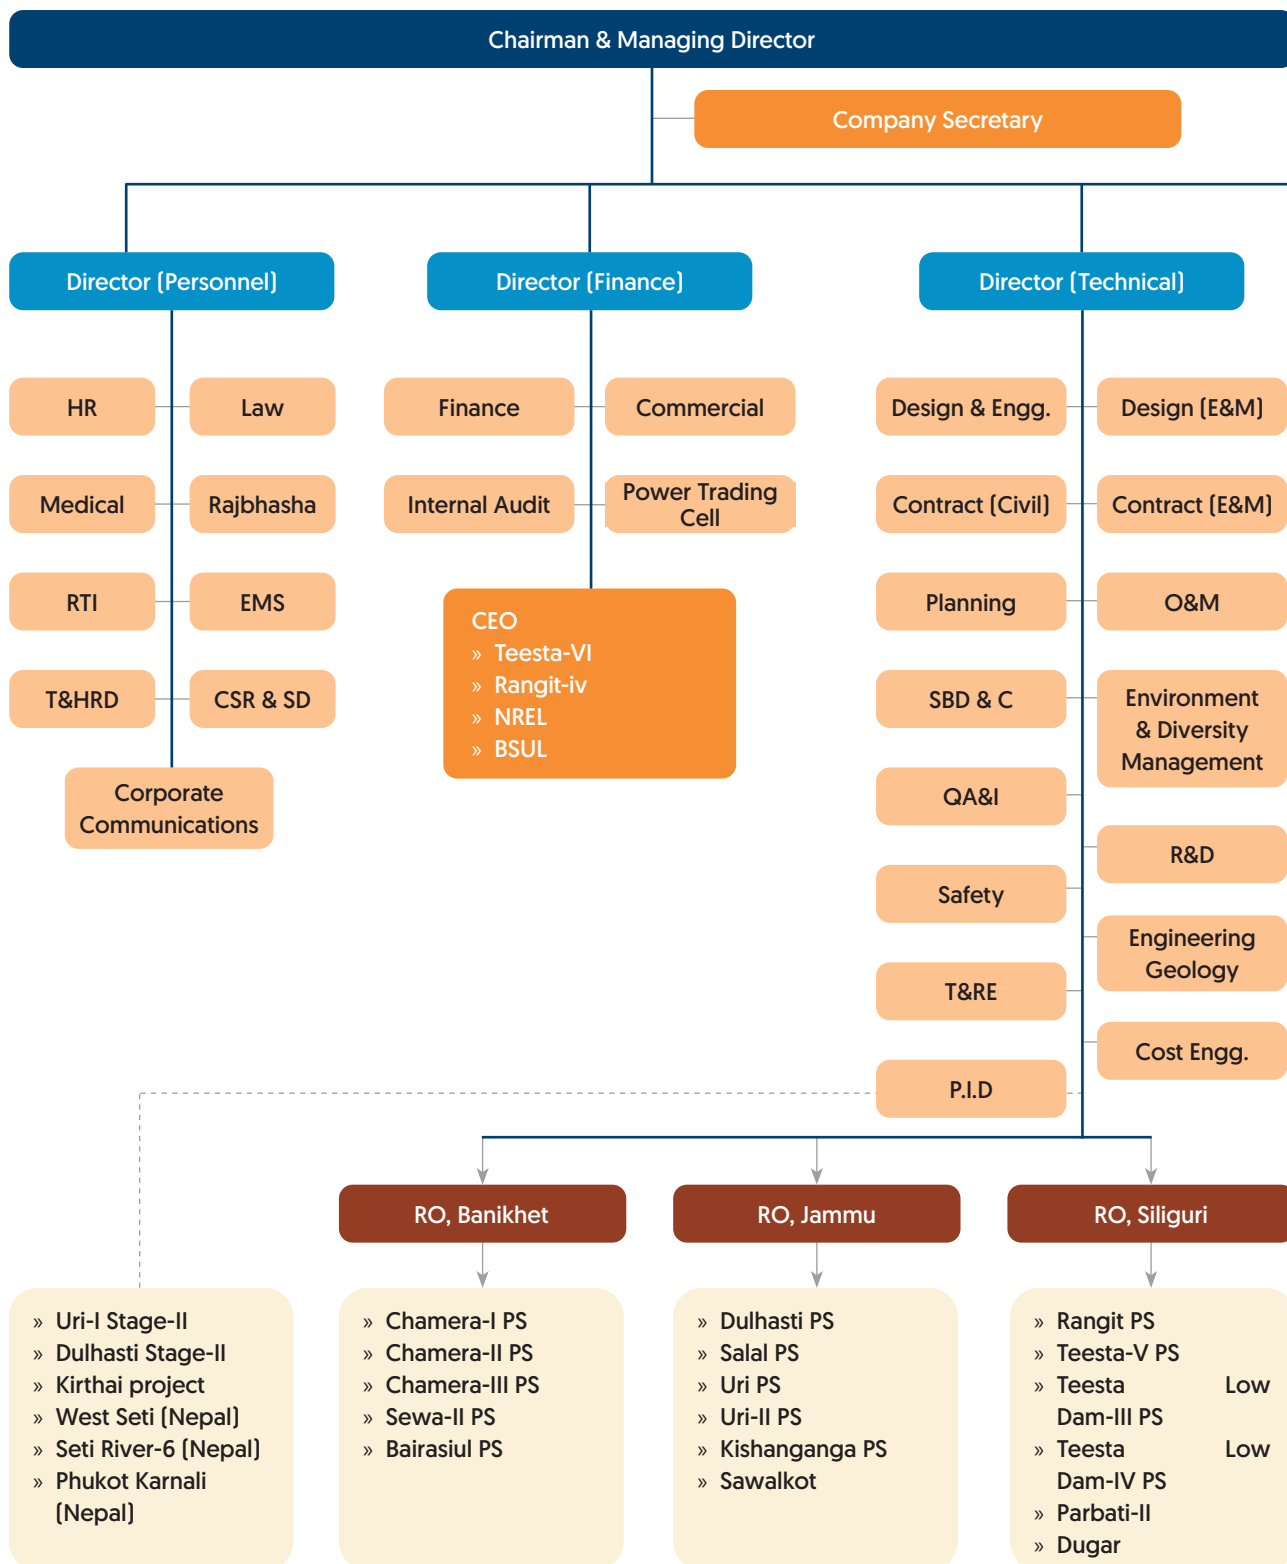 Chairman & Managing Director
Company Secretary
Director (Personnel)
Director (Finance)
Director (Technical)
HR
Law
Medical
Rajbhasha
RTI
EMS
T&HRD
CSR & SD
Corporate
Communications
Finance
Commercial
Internal Audit
Power Trading
Cell
CEO
» Teesta-VI
» Rangit-iv
» NREL
» BSUL
Design & Engg.
Design (E&M)
Contract (Civil)
Contract (E&M)
Planning
O&M
SBD & C
Environment
& Diversity
Management
QA&I
R&D
Safety
Engineering
Geology
T&RE
Cost Engg.
P.I.D
RO, Banikhet
RO, Jammu
RO, Siliguri
» Uri-I Stage-II
» Dulhasti Stage-II
» Kirthai project
» West Seti (Nepal)
» Seti River-6 (Nepal)
» Phukot Karnali
(Nepal)
» Chamera-I PS
» Chamera-II PS
» Chamera-III PS
» Sewa-II PS
» Bairasiul PS
» Dulhasti PS
» Salal PS
» Uri PS
» Uri-II PS
» Kishanganga PS
» Sawalkot
» Rangit PS
» Teesta-V PS
» Teesta Low
Dam-III PS
» Teesta Low
Dam-IV PS
» Parbati-II
» Dugar